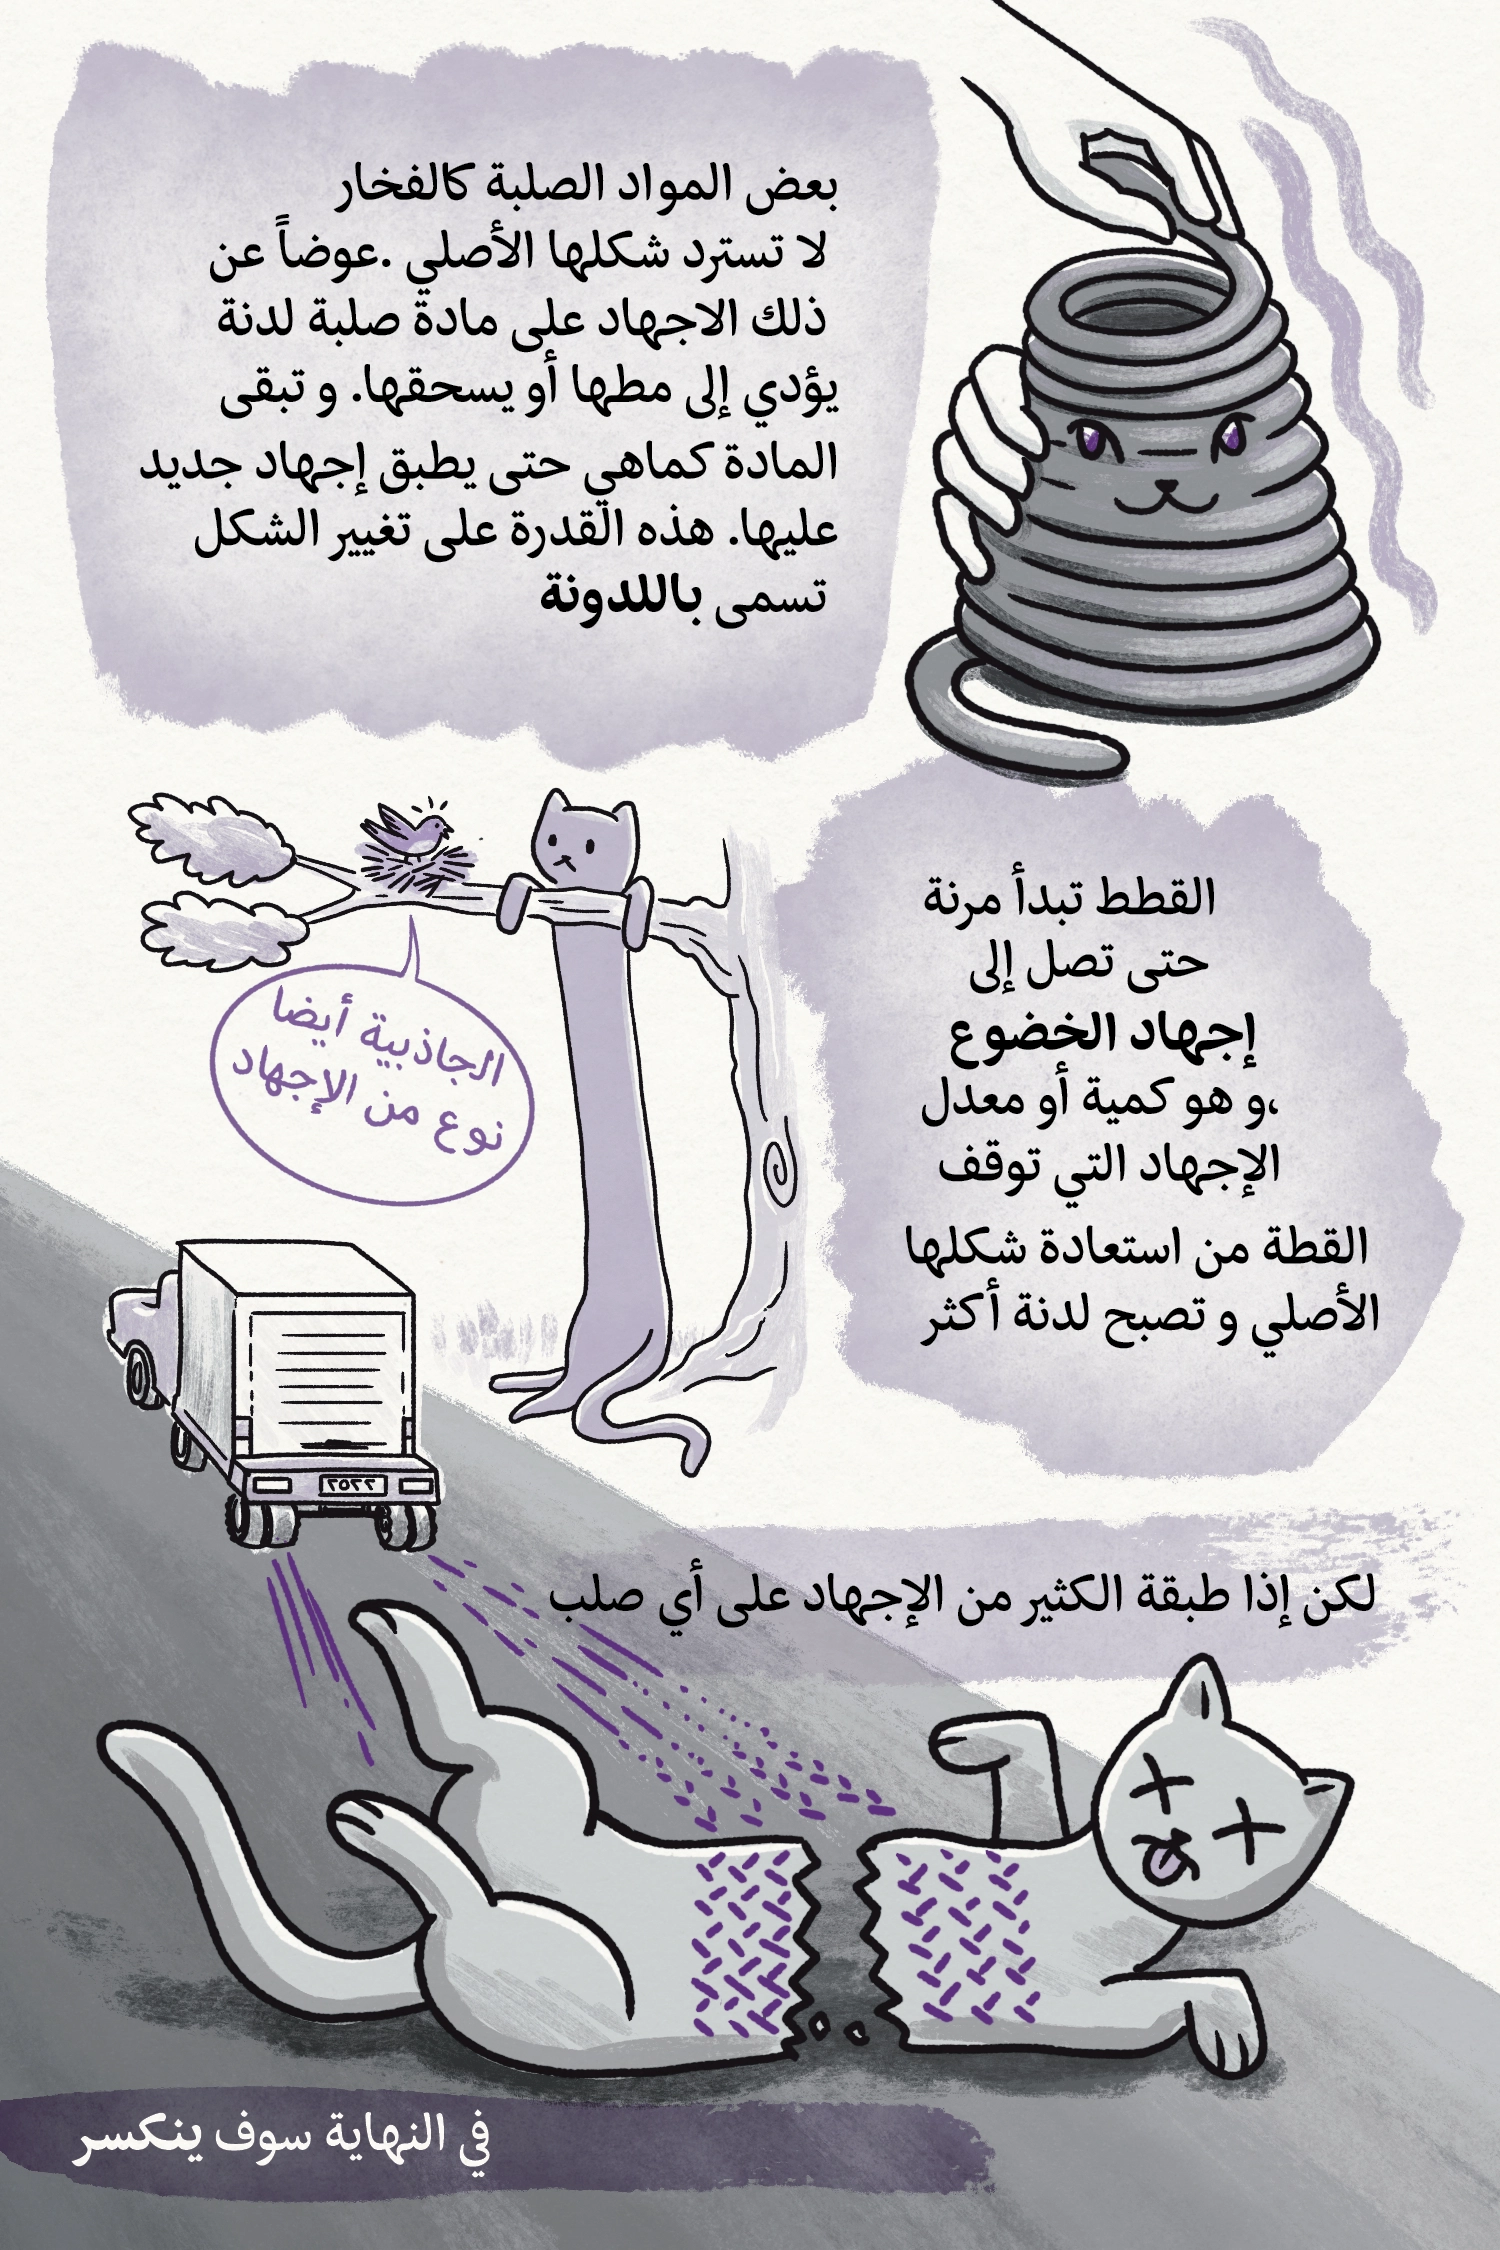 بعض المواد الصلبة كالفخار
لا تسترد شكلها الأصلي .عوضاً عن
ذلك الاجهاد على مادة صلبة لدنة
يؤدي إلى مطها أو يسحقها. و تبقى
المادة كماهي حتى يطبق إجهاد جديد
عليها. هذه القدرة على تغيير الشكل
تسمى باللدونة
القطط تبدأ مرنة
حتى تصل إلى
إجهاد الخضوع
،و هو كمية أو معدل
الإجهاد التي توقف
القطة من استعادة شكلها
الأصلي و تصبح لدنة أكثر
الجاذبية أيضا
نوع من الإجهاد
٢٥٢٢
لكن إذا طبقة الكثير من الإجهاد على أي صلب
في النهاية سوف ينكسر